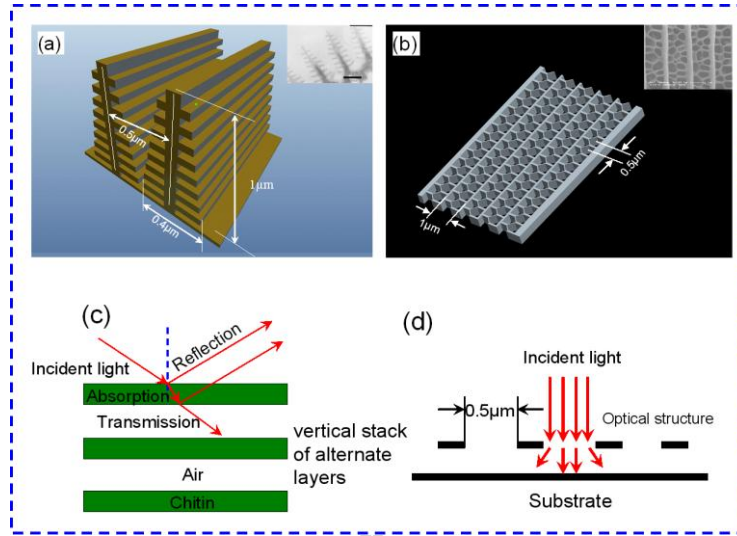 (a)
0.5μm
1μm
0.4μm
(b)
0.5μm
1μm
(c)
Incident light
Reflection
Absorption
Transmission
vertical stack
of alternate
layers
Air
Chitin
(d)
Incident light
0.5μm
Optical structure
Substrate